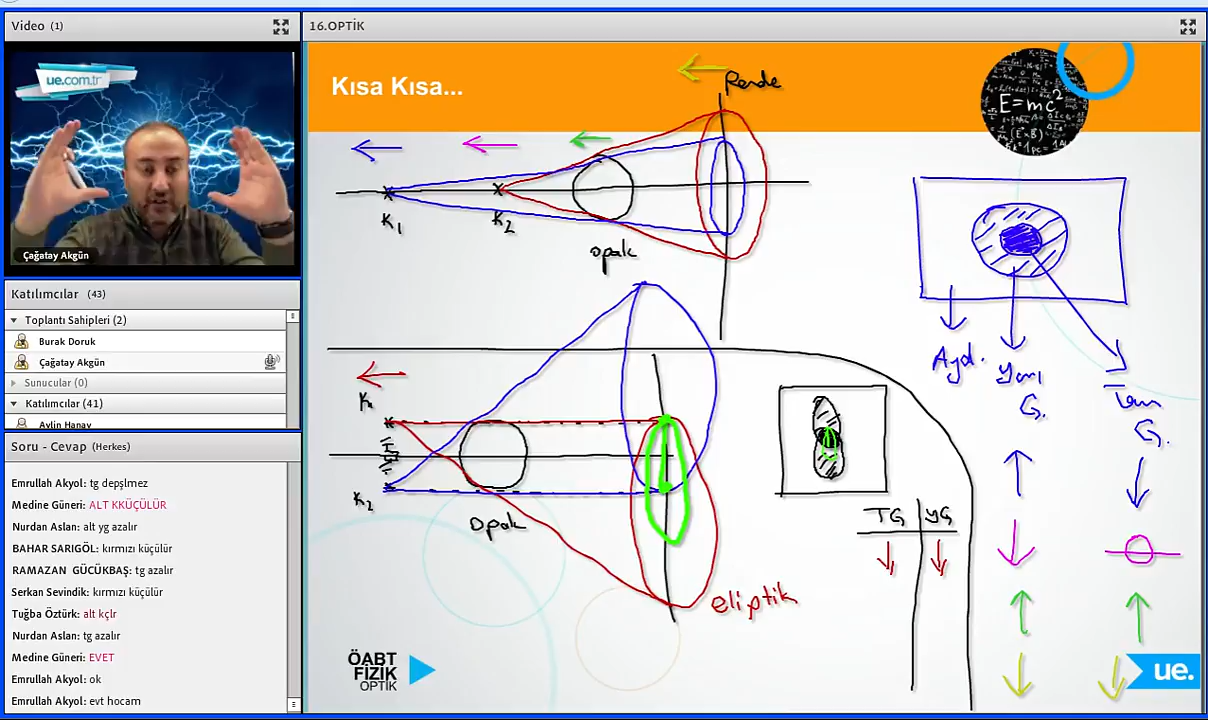 Video (1)
ue.com.tr
Çağatay Akgün
Katılımcılar (43)
Toplantı Sahipleri (2)
Burak Doruk
Çağatay Akgün
Sunucular (0)
Katılımcılar (41)
Aylin Hanay
Soru - Cevap (Herkes)
Emrullah Akyol: tg depşlmez
Medine Güneri: ALT KKÜÇÜLÜR
Nurdan Aslan: alt yg azalır
BAHAR SARIGÖL: kırmızı küçülür
RAMAZAN GÜCÜKBAŞ: tg azalır
Serkan Sevindik: kırmızı küçülür
Tuğba Öztürk: alt kçlr
Nurdan Aslan: tg azalır
Medine Güneri: EVET
Emrullah Akyol: ok
Emrullah Akyol: evt hocam
16.OPTİK
Kısa Kısa...
Perde
E=mc²
K1
K2
opak
Ayd.
Yarı
G.
Tam
G.
K1
K2
Opak
eliptik
TG YG
ÖABT
FİZİK
OPTİK
ue.